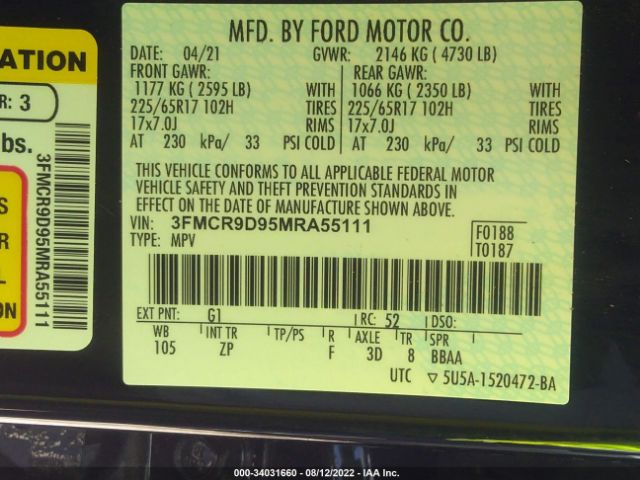 MFD. BY FORD MOTOR CO.
DATE: 04/21 GVWR: 2146 KG ( 4730 LB)
FRONT GAWR: REAR GAWR:
1177 KG ( 2595 LB) WITH 1066 KG ( 2350 LB) WITH
225/65R17 102H TIRES 225/65R17 102H TIRES
17x7.0J RIMS 17x7.0J RIMS
AT 230 kPa/ 33 PSI COLD AT 230 kPa/ 33 PSI COLD
THIS VEHICLE CONFORMS TO ALL APPLICABLE FEDERAL MOTOR
VEHICLE SAFETY AND THEFT PREVENTION STANDARDS IN
EFFECT ON THE DATE OF MANUFACTURE SHOWN ABOVE.
VIN: 3FMCR9D95MRA55111 F0188
TYPE: MPV T0187
EXT PNT: G1 RC: 52 DSO:
WB INT TR TP/PS R AXLE TR SPR
105 ZP F 3D 8 BBAA
UTC ▽ 5U5A-1520472-BA
ATION
R: 3
bs.
S
R
L
ON
3FMCR9D95MRA55111
000-34031660 - 08/12/2022 - IAA Inc.